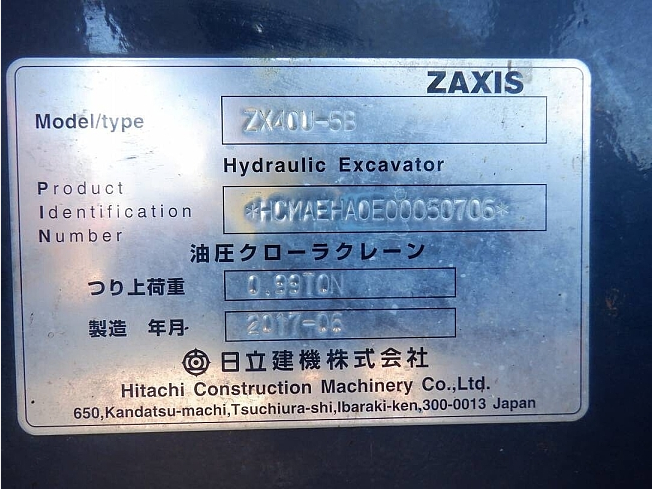 ZAXIS
Model/type ZX40U-5B
Hydraulic Excavator
Product
Identification *HCMAEHA0E00050706*
Number
油圧クローラクレーン
つり上荷重 0.99TON
製造 年月 2017-06
日立建機株式会社
Hitachi Construction Machinery Co.,Ltd.
650,Kandatsu-machi,Tsuchiura-shi,Ibaraki-ken,300-0013 Japan